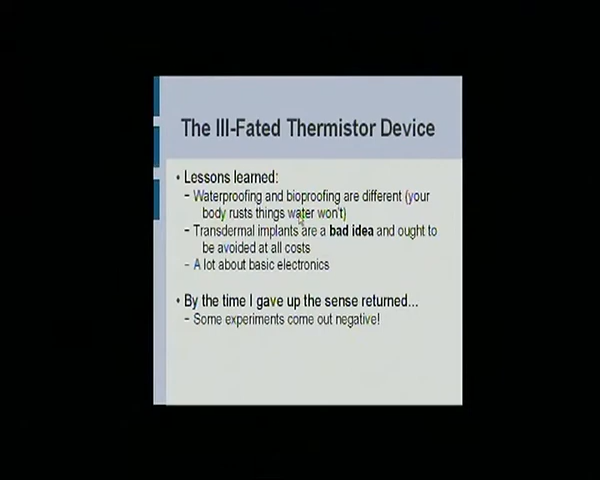 The Ill-Fated Thermistor Device
• Lessons learned:
– Waterproofing and bioproofing are different (your
body rusts things water won't)
– Transdermal implants are a bad idea and ought to
be avoided at all costs
– A lot about basic electronics
• By the time I gave up the sense returned...
– Some experiments come out negative!